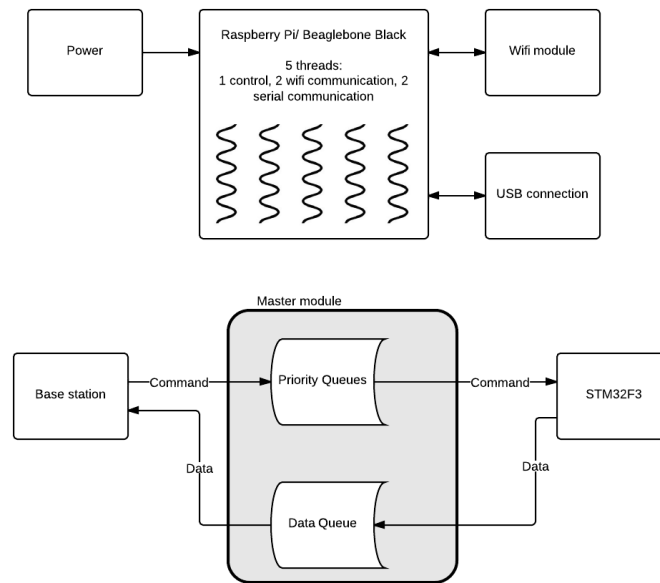 Power
Raspberry Pi/ Beaglebone Black
5 threads:
1 control, 2 wifi communication, 2
serial communication
Wifi module
USB connection
Master module
Base station
Command
Priority Queues
Command
STM32F3
Data
Data Queue
Data